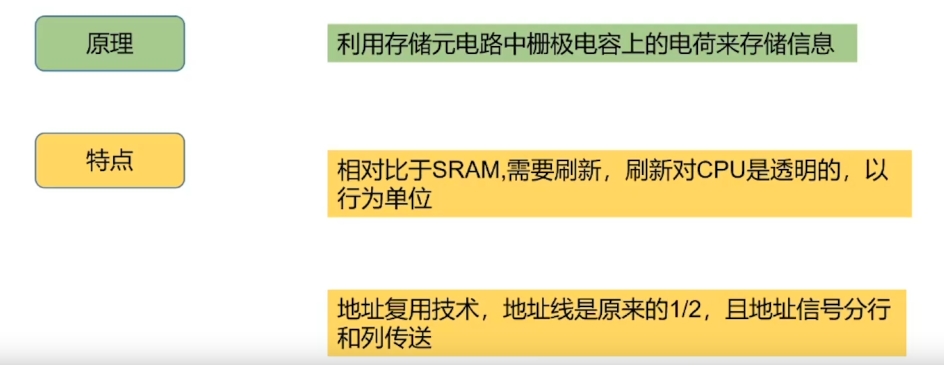 原理
利用存储元电路中栅极电容上的电荷来存储信息
特点
相对比于SRAM,需要刷新，刷新对CPU是透明的，以
行为单位
地址复用技术，地址线是原来的1/2，且地址信号分行
和列传送